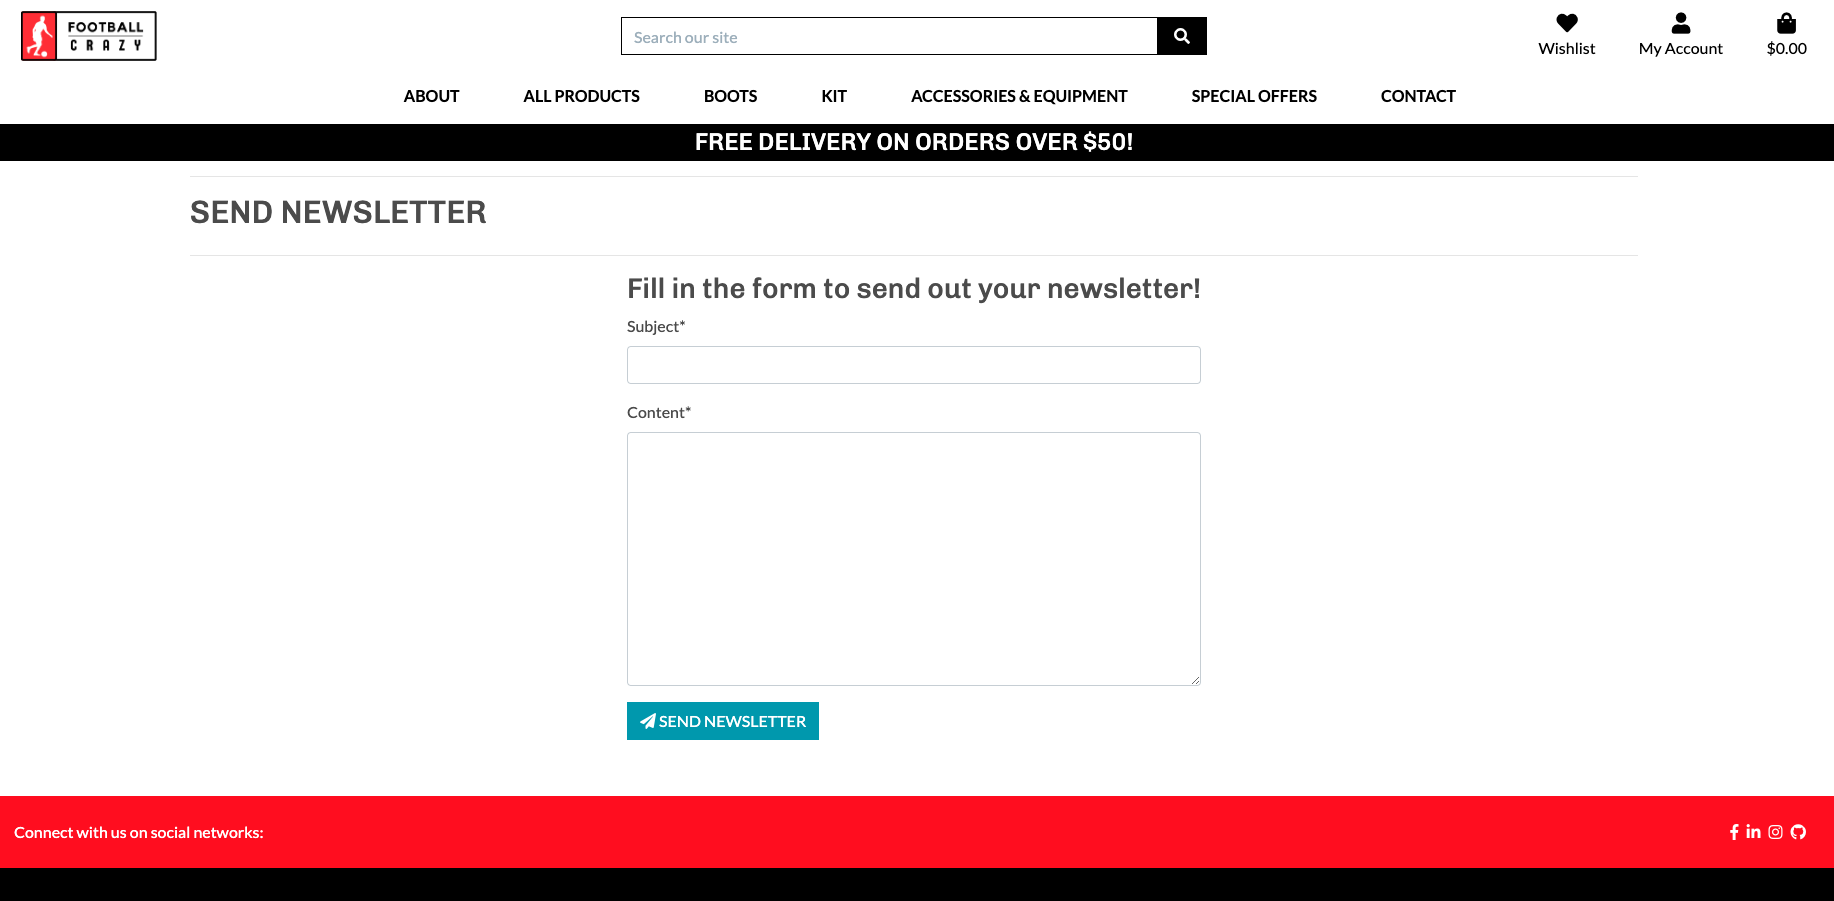 FOOTBALL
CRAZY
Search our site
Wishlist
My Account
$0.00
ABOUT
ALL PRODUCTS
BOOTS
KIT
ACCESSORIES & EQUIPMENT
SPECIAL OFFERS
CONTACT
FREE DELIVERY ON ORDERS OVER $50!
SEND NEWSLETTER
Fill in the form to send out your newsletter!
Subject*
Content*
SEND NEWSLETTER
Connect with us on social networks: